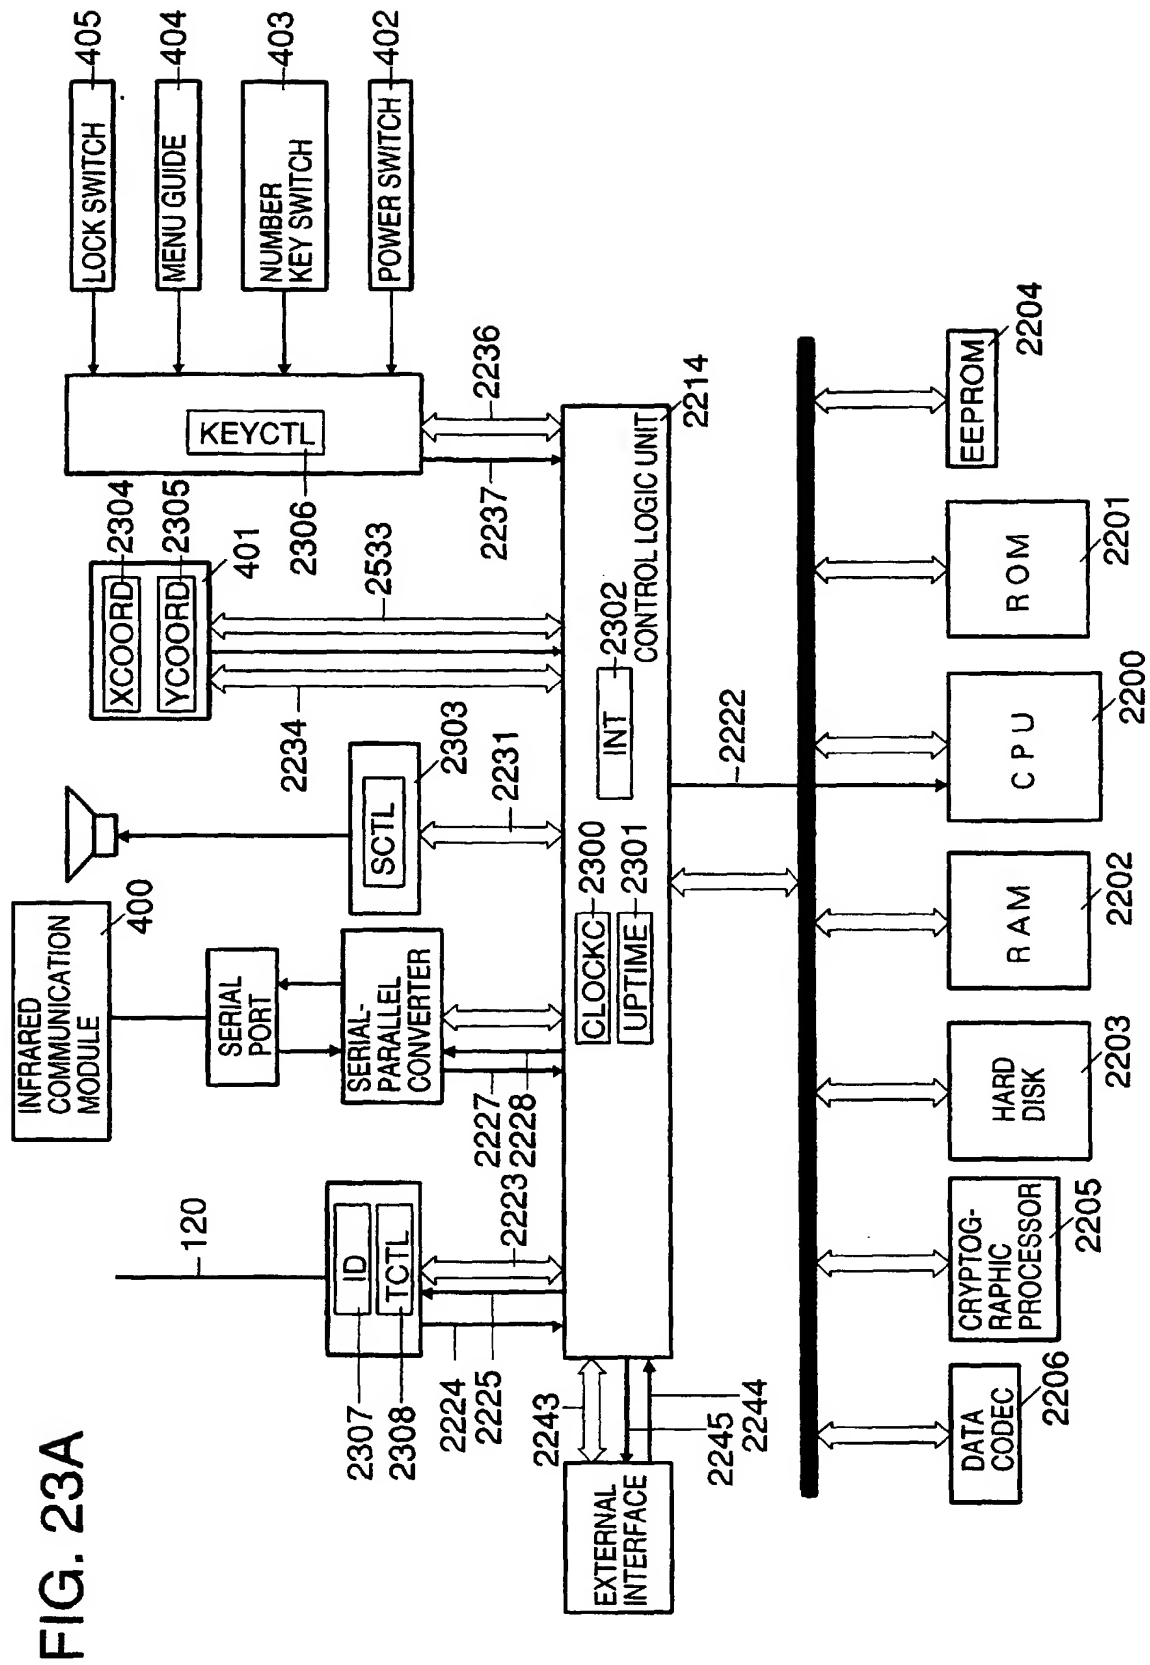 FIG. 23A
120
INFRARED
COMMUNICATION
MODULE
400
XCOORD
2304
YCOORD
2305
401
LOCK SWITCH
405
MENU GUIDE
404
NUMBER
KEY SWITCH
403
POWER SWITCH
402
SERIAL
PORT
SERIAL-
PARALLEL
CONVERTER
SCTL
2303
KEYCTL
2306
ID
TCTL
2307
2308
2224
2225
2223
2227
2228
2231
2234
2533
2237
2236
EXTERNAL
INTERFACE
2243
2245
2244
CLOCKC
2300
UPTIME
2301
INT
2302
CONTROL LOGIC UNIT
2214
2222
DATA
CODEC
2206
CRYPTOG-
RAPHIC
PROCESSOR
2205
HARD
DISK
2203
RAM
2202
CPU
2200
ROM
2201
EEPROM
2204